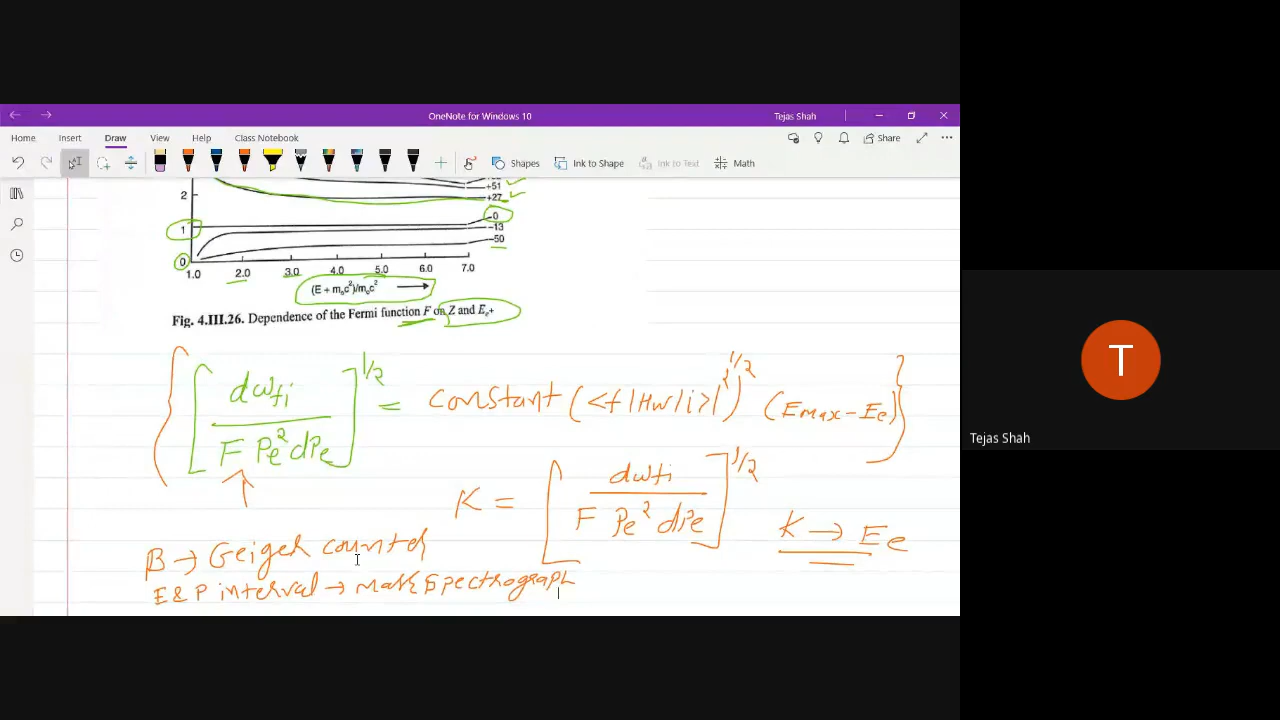 OneNote for Windows 10
Tejas Shah
Home Insert Draw View Help Class Notebook
Share
Shapes Ink to Shape Ink to Text Math
+51
2 +27
0
1 -13
-50
0
1.0 2.0 3.0 4.0 5.0 6.0 7.0
(E + m₀c²)/m₀c²
Fig. 4.III.26. Dependence of the Fermi function F on Z and Eₑ+
{[dωfi / F Pe² dPe]^1/2 = constant (<f|Hw|i>|²)^1/2 (Emax - Ee)}
K = [dωfi / F Pe² dPe]^1/2
K → Ee
β → Geiger counter
E & P interval → Spectrograph
T
Tejas Shah